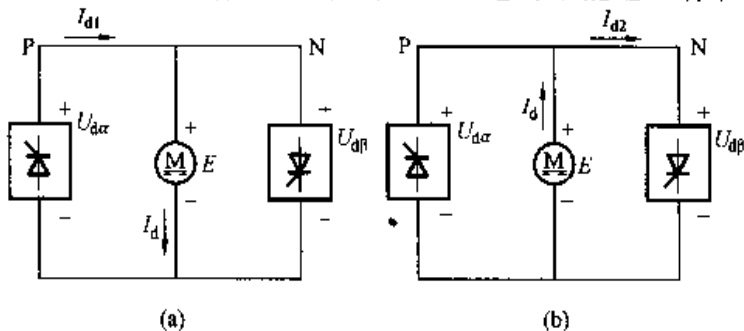 I_d1
P N
+ + +
U_dα M E U_dβ
− − −
I_d
(a)
I_d2
P N
+ + +
I_d
U_dα M E U_dβ
− − −
(b)